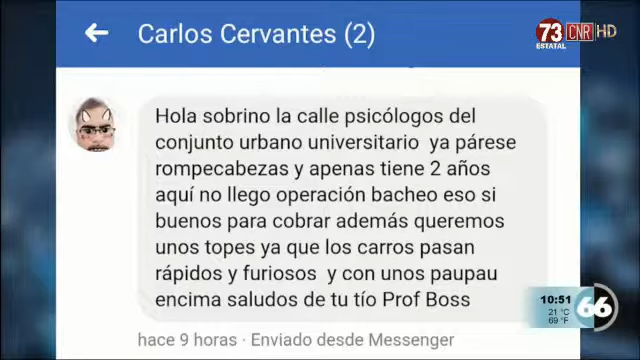 Carlos Cervantes (2)
73 CNR HD
ESTATAL
Hola sobrino la calle psicólogos del
conjunto urbano universitario ya párese
rompecabezas y apenas tiene 2 años
aquí no llego operación bacheo eso si
buenos para cobrar además queremos
unos topes ya que los carros pasan
rápidos y furiosos y con unos paupau
encima saludos de tu tío Prof Boss
hace 9 horas · Enviado desde Messenger
10:51
21 °C
69 °F
66